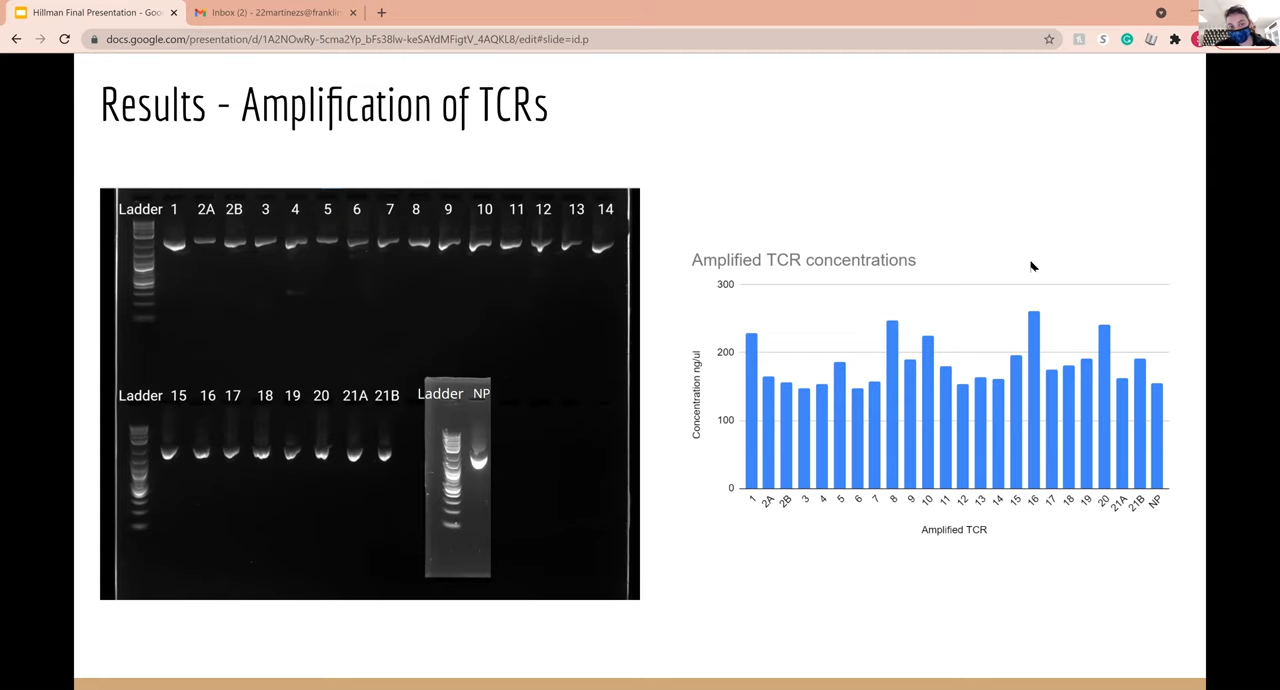 Hillman Final Presentation - Goo
Inbox (2) - 22martinezs@franklin
docs.google.com/presentation/d/1A2NOwRy-5cma2Yp_bFs38lw-keSAYdMFigtV_4AOKL8/edit#slide=id.p
Results - Amplification of TCRs
Ladder 1 2A 2B 3 4 5 6 7 8 9 10 11 12 13 14
Ladder 15 16 17 18 19 20 21A 21B Ladder NP
Amplified TCR concentrations
300
200
100
0
Concentration ng/ul
1 2A 2B 3 4 5 6 7 8 9 10 11 12 13 14 15 16 17 18 19 20 21A 21B NP
Amplified TCR